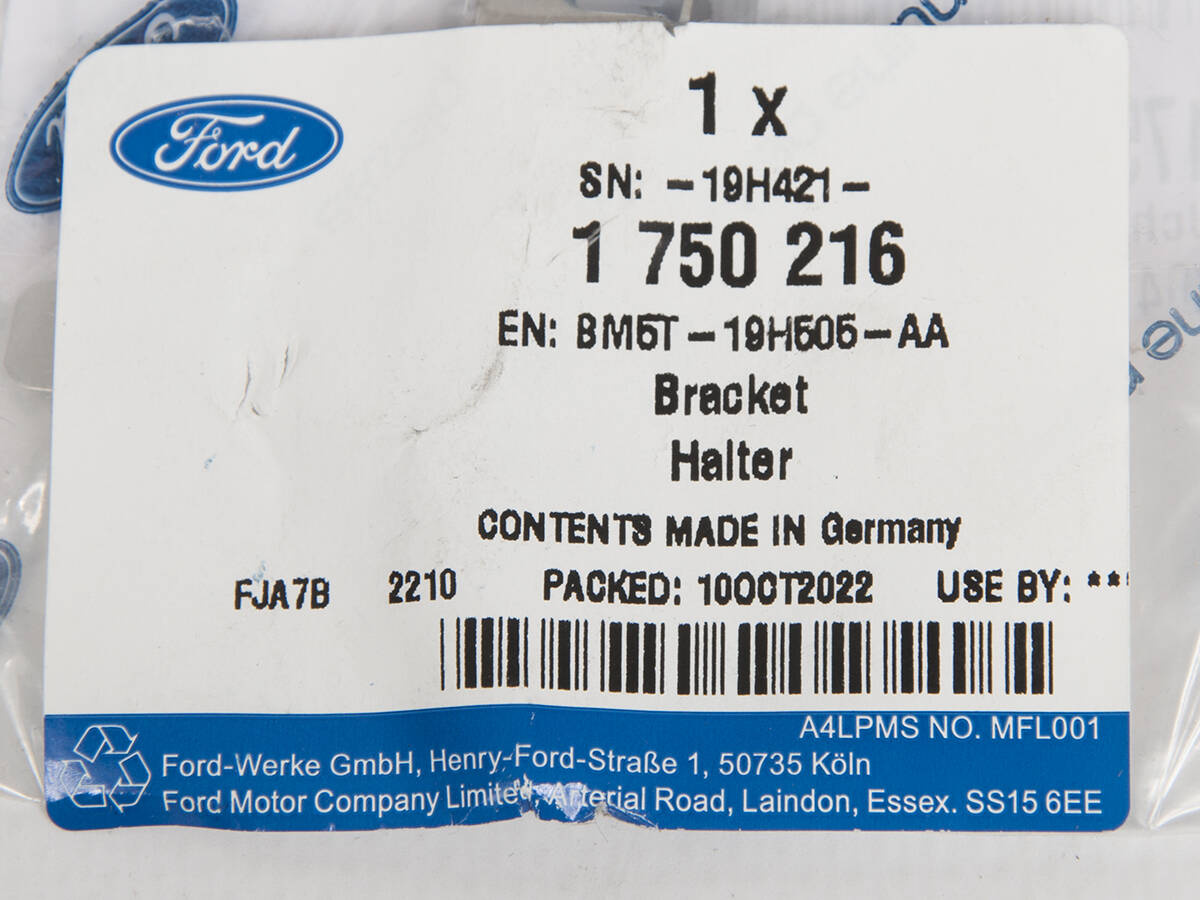 Ford
1 x
SN: -19H421-
1 750 216
EN: BM5T-19H505-AA
Bracket
Halter
CONTENTS MADE IN Germany
FJA7B 2210 PACKED: 10OCT2022 USE BY: **
A4LPMS NO. MFL001
Ford-Werke GmbH, Henry-Ford-Straße 1, 50735 Köln
Ford Motor Company Limited, Arterial Road, Laindon, Essex. SS15 6EE